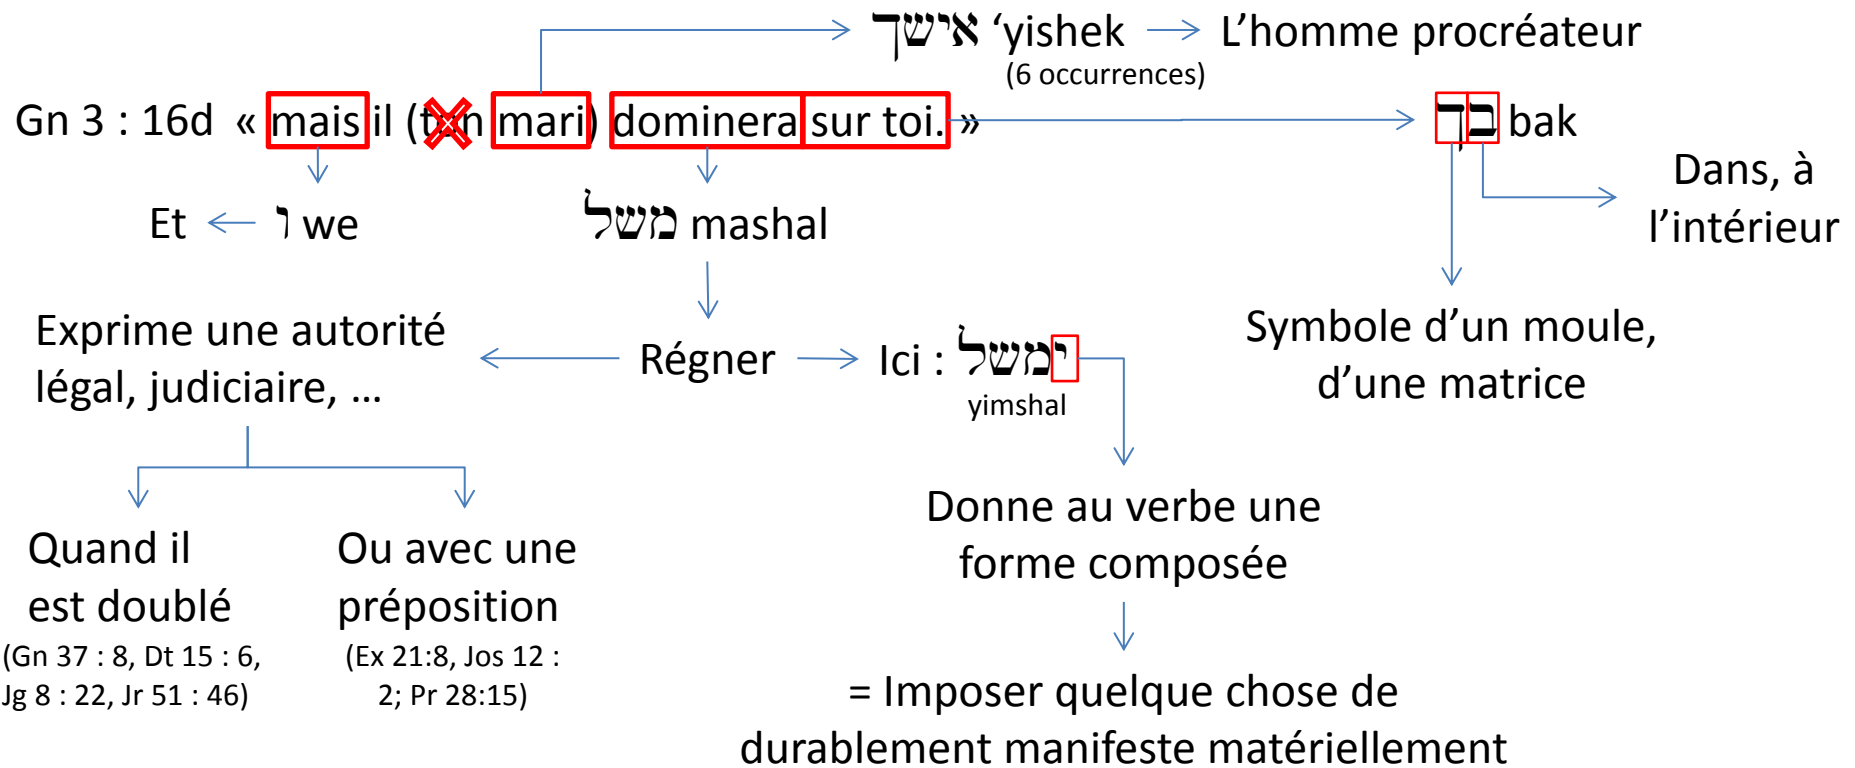 אישך ‘yishek
L’homme procréateur
(6 occurrences)
Gn 3 : 16d « mais il (ton mari) dominera sur toi. »
בך bak
Dans, à
l’intérieur
Et
ו we
משל mashal
Exprime une autorité
légal, judiciaire, …
Régner
Ici : ימשל
yimshal
Symbole d’un moule,
d’une matrice
Quand il
est doublé
(Gn 37 : 8, Dt 15 : 6,
Jg 8 : 22, Jr 51 : 46)
Ou avec une
préposition
(Ex 21:8, Jos 12 :
2; Pr 28:15)
Donne au verbe une
forme composée
= Imposer quelque chose de
durablement manifeste matériellement